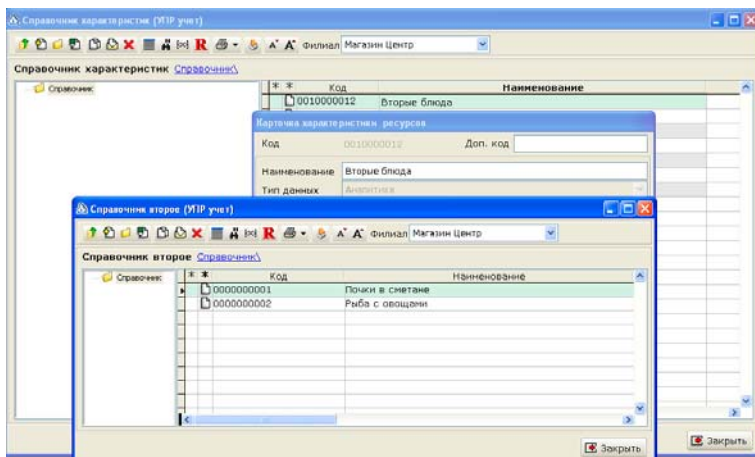 Справочник характеристик (УПР учет)
R A A Филиал Магазин Центр
Справочник характеристик Справочник\
Справочник
* * Код Наименование
0010000012 Вторые блюда
Карточка характеристики ресурсов
Код 0010000012 Доп. код
Наименование Вторые блюда
Тип данных Аналитика
Справочник второе (УПР учет)
R A A Филиал Магазин Центр
Справочник второе Справочник\
Справочник
* * Код Наименование
0000000001 Почки в сметане
0000000002 Рыба с овощами
Закрыть
Закрыть